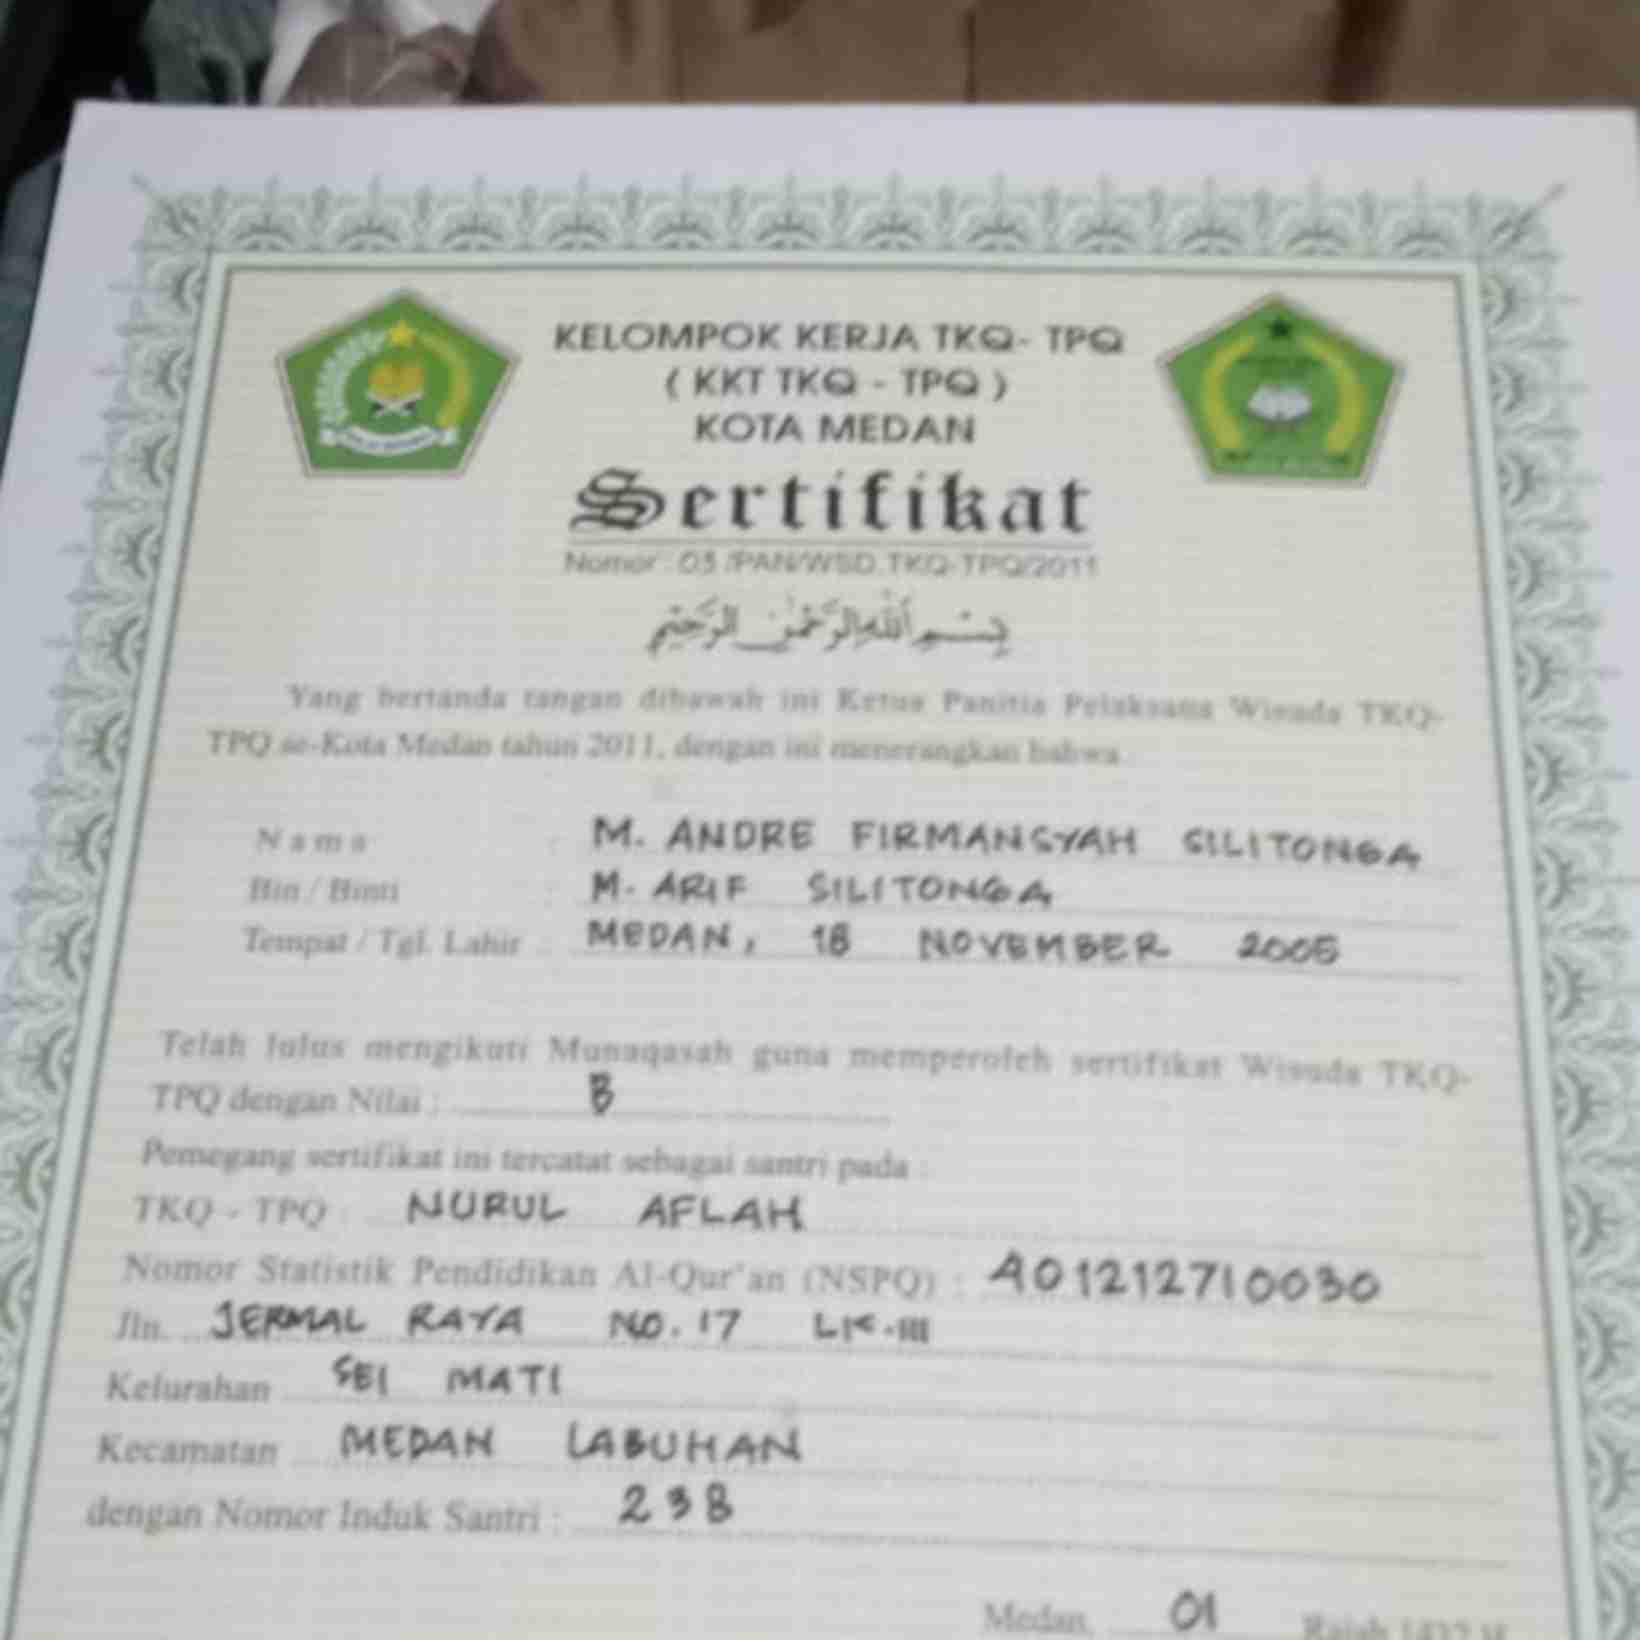 KELOMPOK KERJA TKQ- TPQ
( KKT TKQ - TPQ )
KOTA MEDAN
Sertifikat
Nomor : 03 /PAN/WSD.TKQ-TPQ/2011
بِسْمِ اللَّهِ الرَّحْمَٰنِ الرَّحِيمِ
Yang bertanda tangan dibawah ini Ketua Panitia Pelaksana Wisuda TKQ-
TPQ se-Kota Medan tahun 2011, dengan ini menerangkan bahwa :
Nama : M. ANDRE FIRMANSYAH SILITONGA
Bin / Binti : M. ARIF SILITONGA
Tempat / Tgl. Lahir : MEDAN, 18 NOVEMBER 2005
Telah lulus mengikuti Munaqasah guna memperoleh sertifikat Wisuda TKQ-
TPQ dengan Nilai : B
Pemegang sertifikat ini tercatat sebagai santri pada :
TKQ - TPQ : NURUL AFLAH
Nomor Statistik Pendidikan Al-Qur'an (NSPQ) : 401212710030
Jln. JERMAL RAYA NO. 17 LK-III
Kelurahan SEI MATI
Kecamatan MEDAN LABUHAN
dengan Nomor Induk Santri : 238
Medan, 01 Rajab 1432 H